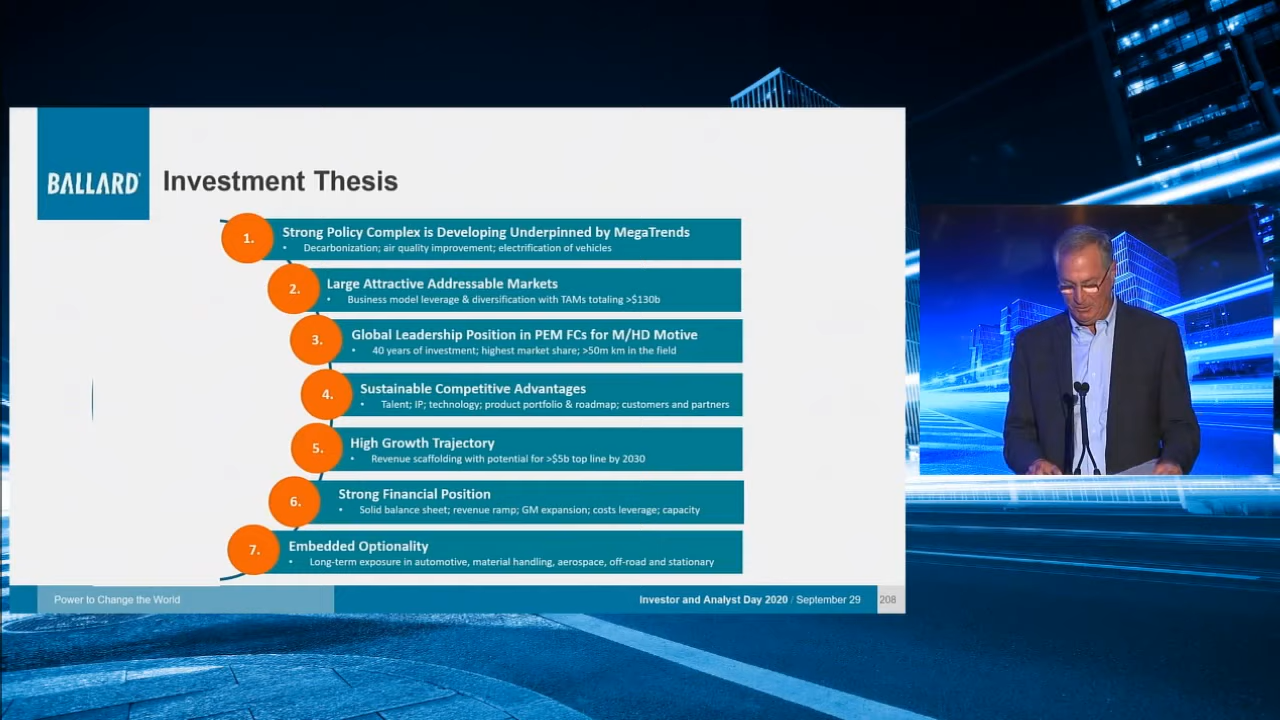 BALLARD
Investment Thesis
1.
Strong Policy Complex is Developing Underpinned by MegaTrends
• Decarbonization; air quality improvement; electrification of vehicles
2.
Large Attractive Addressable Markets
• Business model leverage & diversification with TAMs totaling >$130b
3.
Global Leadership Position in PEM FCs for M/HD Motive
• 40 years of investment; highest market share; >50m km in the field
4.
Sustainable Competitive Advantages
• Talent; IP; technology; product portfolio & roadmap; customers and partners
5.
High Growth Trajectory
• Revenue scaffolding with potential for >$5b top line by 2030
6.
Strong Financial Position
• Solid balance sheet; revenue ramp; GM expansion; costs leverage; capacity
7.
Embedded Optionality
• Long-term exposure in automotive, material handling, aerospace, off-road and stationary
Power to Change the World
Investor and Analyst Day 2020 / September 29
208